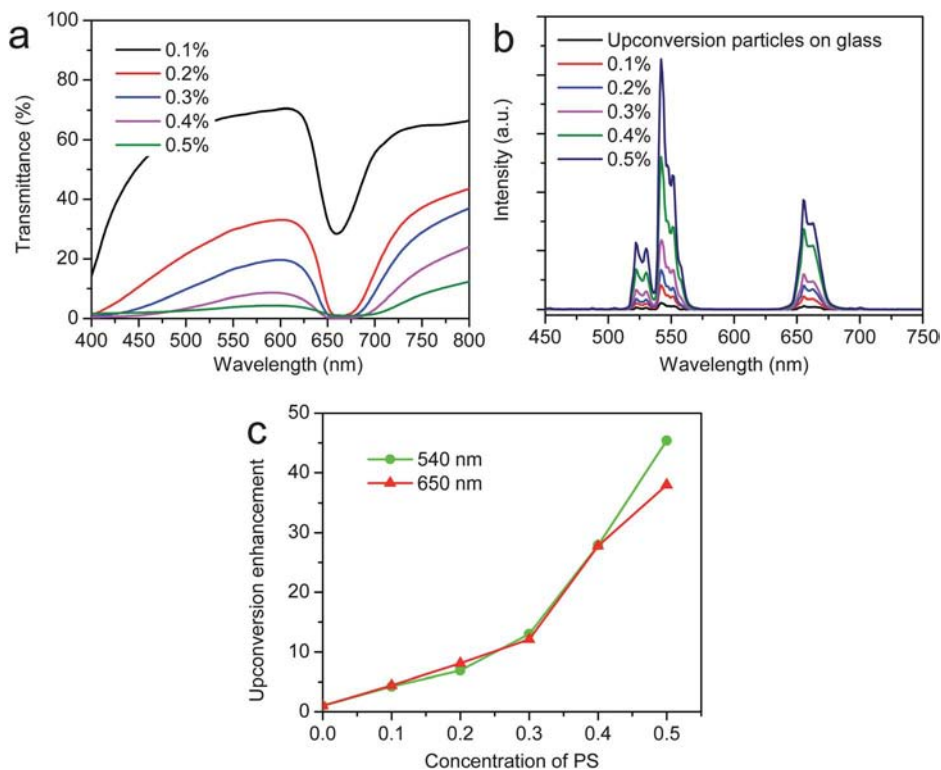 a
100
80
60
40
20
0
Transmittance (%)
0.1%
0.2%
0.3%
0.4%
0.5%
400 450 500 550 600 650 700 750 800
Wavelength (nm)
b
Intensity (a.u.)
Upconversion particles on glass
0.1%
0.2%
0.3%
0.4%
0.5%
450 500 550 600 650 700 750
Wavelength (nm)
c
50
40
30
20
10
0
Upconversion enhancement
540 nm
650 nm
0.0 0.1 0.2 0.3 0.4 0.5
Concentration of PS